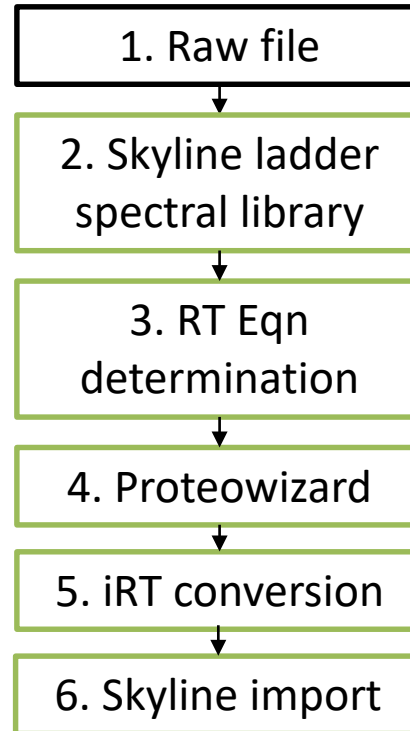 1. Raw file
2. Skyline ladder
spectral library
3. RT Eqn
determination
4. Proteowizard
5. iRT conversion
6. Skyline import